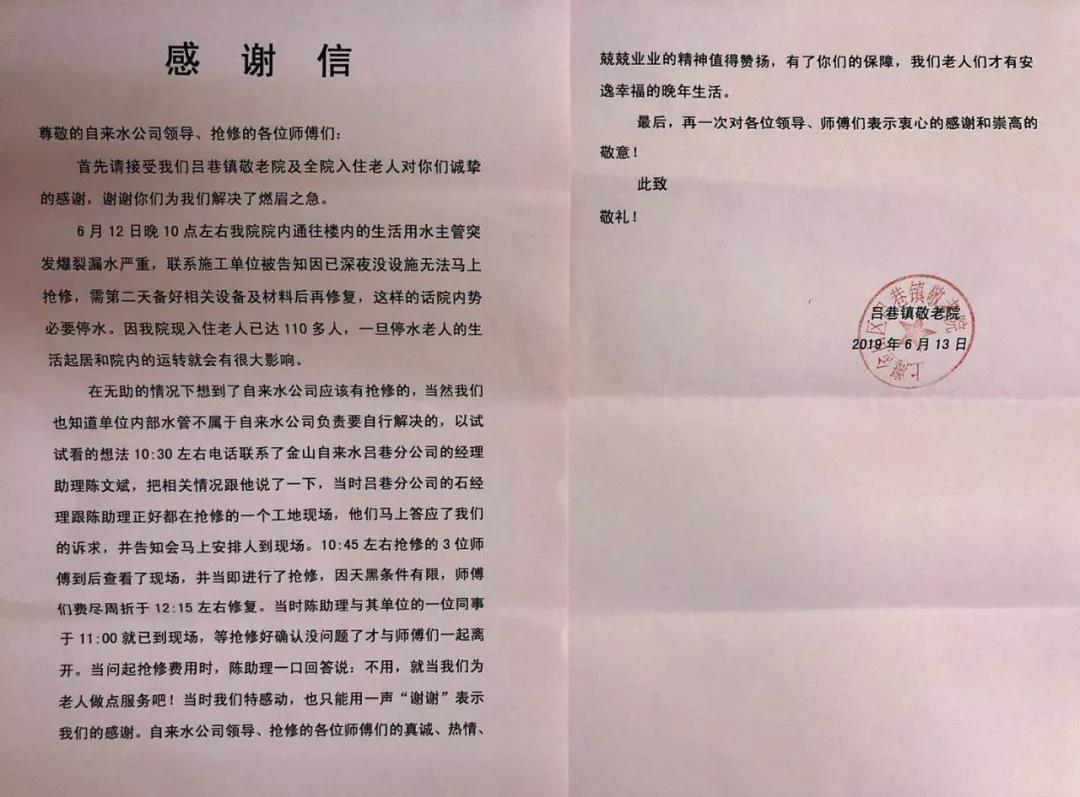 感谢信
尊敬的自来水公司领导、抢修的各位师傅们：
首先请接受我们吕巷镇敬老院及全院入住老人对你们诚挚
的感谢，谢谢你们为我们解决了燃眉之急。
6月12日晚10点左右我院院内通往楼内的生活用水主管突
发爆裂漏水严重，联系施工单位被告知因已深夜没设施无法马上
抢修，需第二天备好相关设备及材料后再修复，这样的话院内势
必要停水。因我院现入住老人已达110多人，一旦停水老人的生
活起居和院内的运转就会有很大影响。
在无助的情况下想到了自来水公司应该有抢修的，当然我们
也知道单位内部水管不属于自来水公司负责要自行解决的，以试
试看的想法10:30左右电话联系了金山自来水吕巷分公司的经理
助理陈文斌，把相关情况跟他说了一下，当时吕巷分公司的石经
理跟陈助理正好都在抢修的一个工地现场，他们马上答应了我们
的诉求，并告知会马上安排人到现场。10:45左右抢修的3位师
傅到后查看了现场，并当即进行了抢修，因天黑条件有限，师傅
们费尽周折于12:15左右修复。当时陈助理与其单位的一位同事
于11:00就已到现场，等抢修好确认没问题了才与师傅们一起离
开。当问起抢修费用时，陈助理一口回答说：不用，就当我们为
老人做点服务吧！当时我们特感动，也只能用一声“谢谢”表示
我们的感谢。自来水公司领导、抢修的各位师傅们的真诚、热情、
兢兢业业的精神值得赞扬，有了你们的保障，我们老人们才有安
逸幸福的晚年生活。
最后，再一次对各位领导、师傅们表示衷心的感谢和崇高的
敬意！
此致
敬礼！
吕巷镇敬老院
2019年6月13日